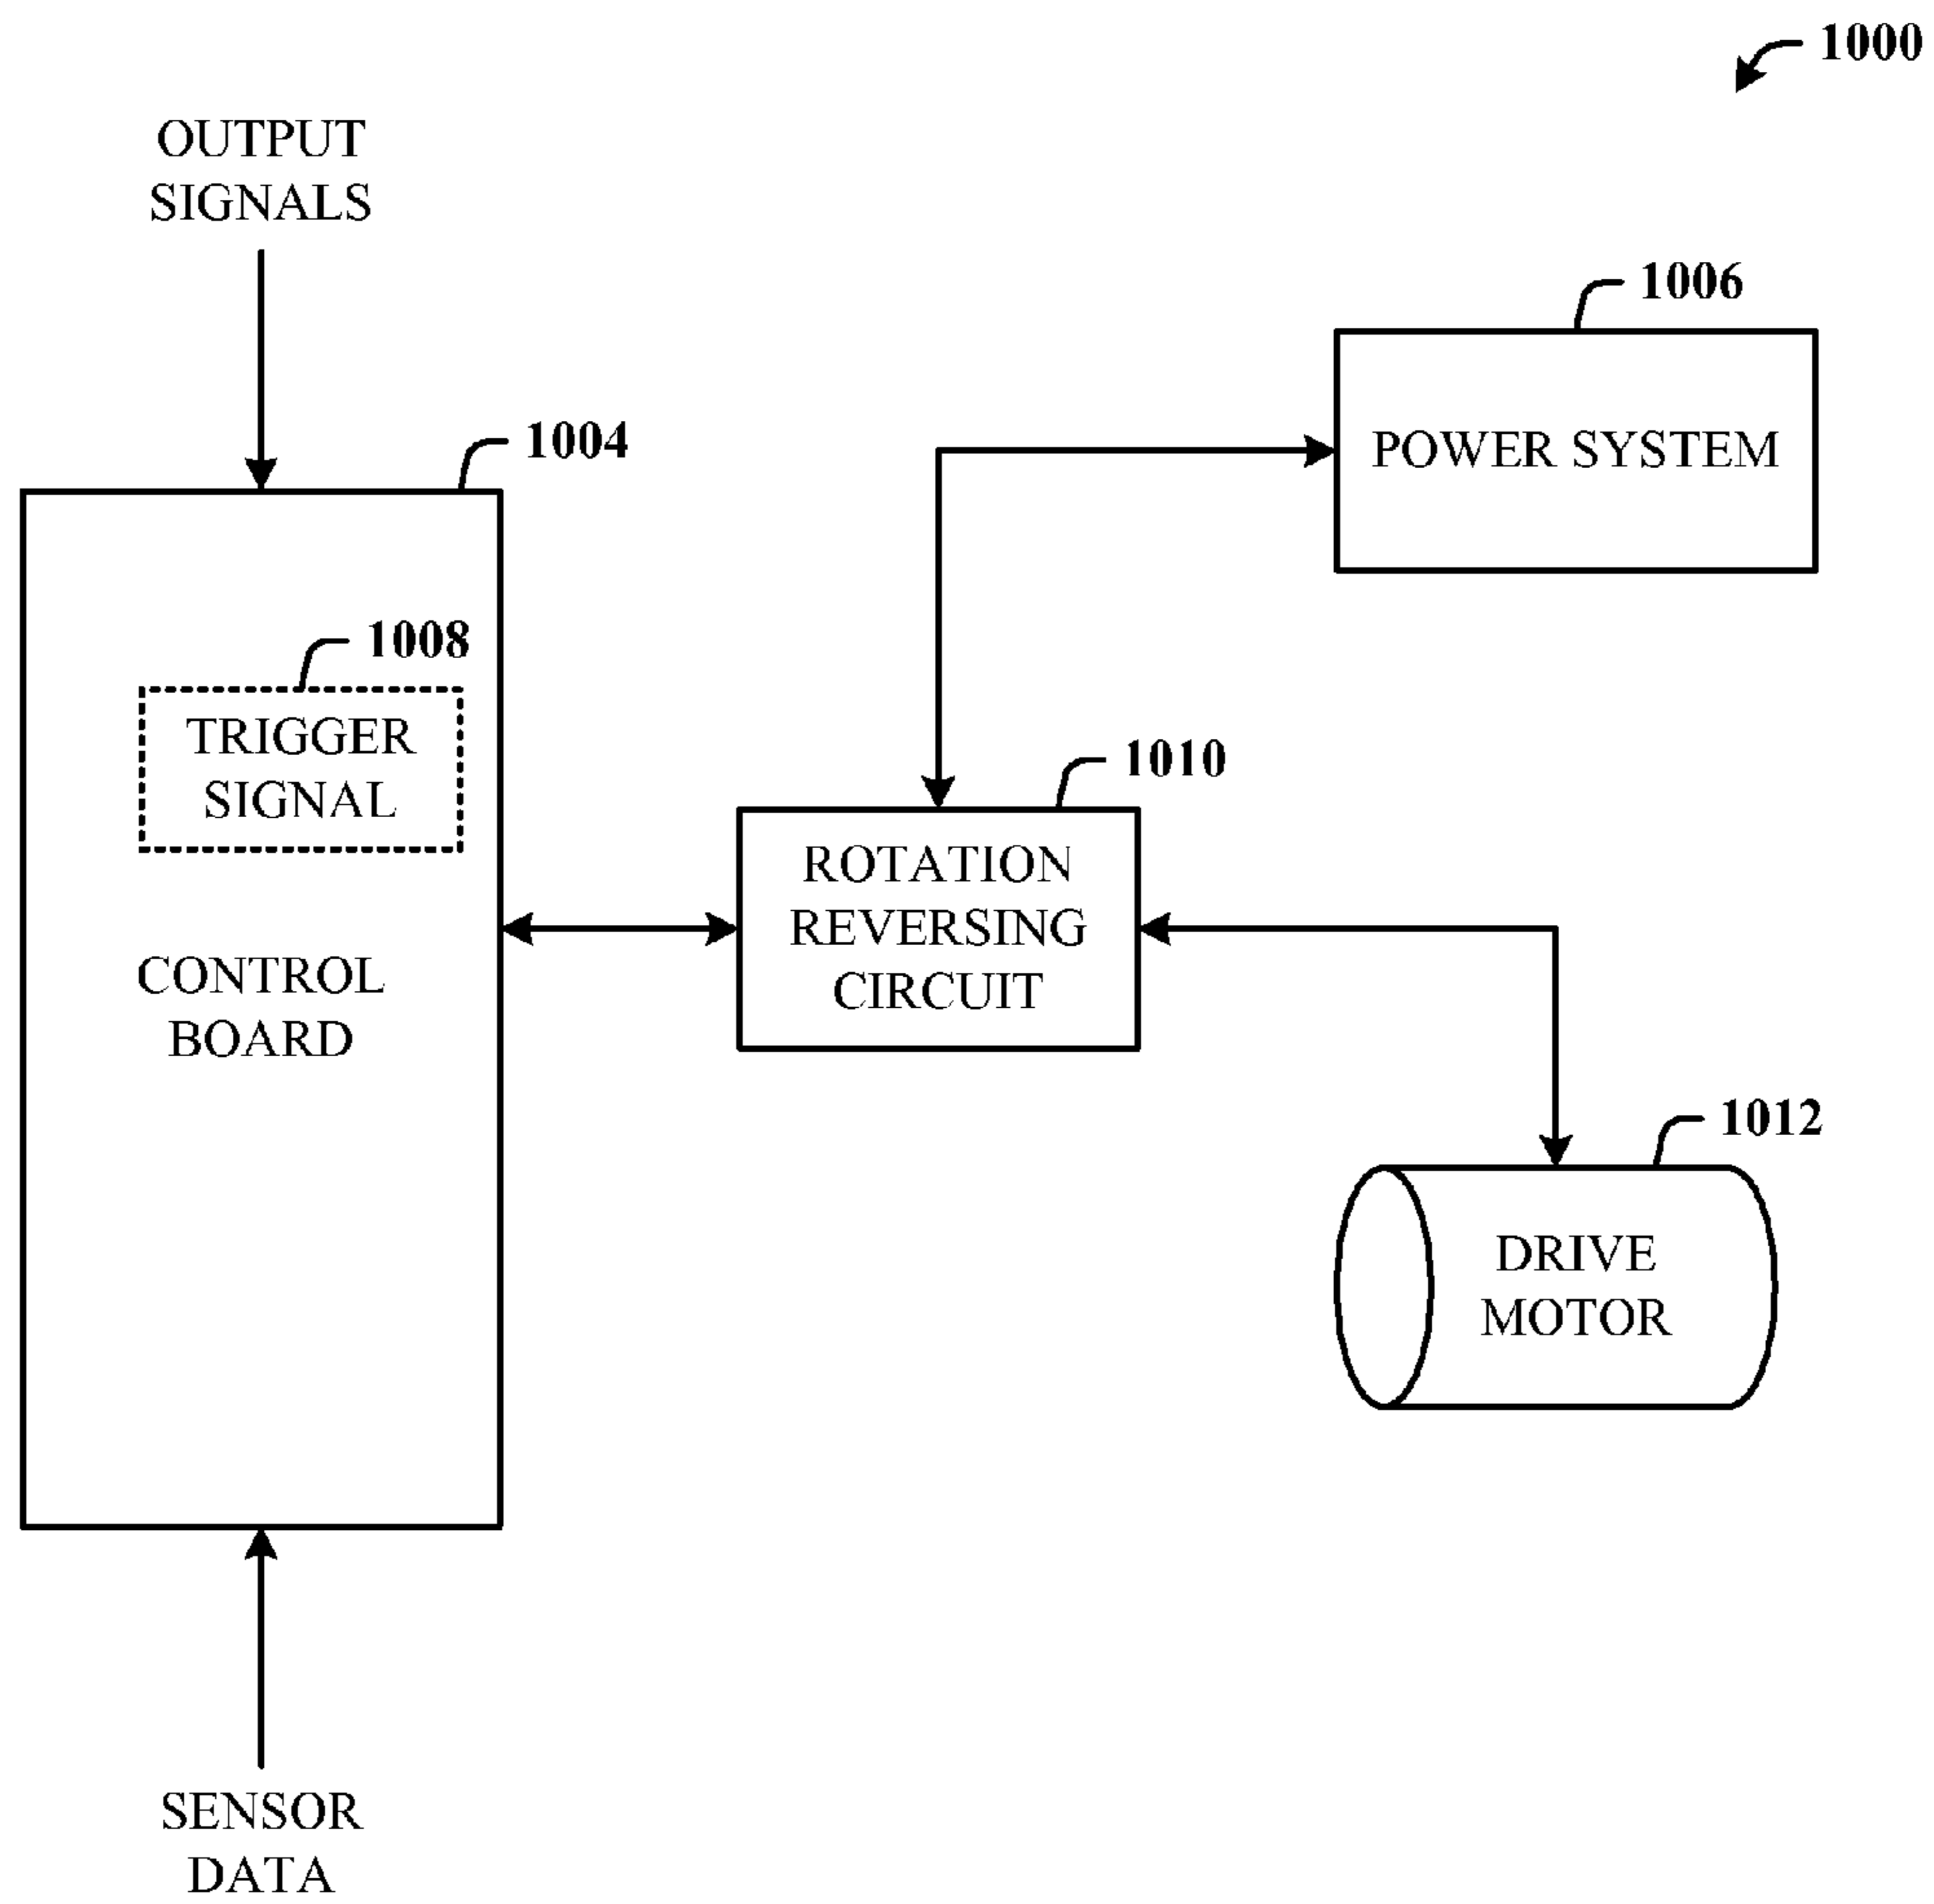 1000
OUTPUT
SIGNALS
1006
POWER SYSTEM
1004
1008
TRIGGER
SIGNAL
CONTROL
BOARD
1010
ROTATION
REVERSING
CIRCUIT
1012
DRIVE
MOTOR
SENSOR
DATA